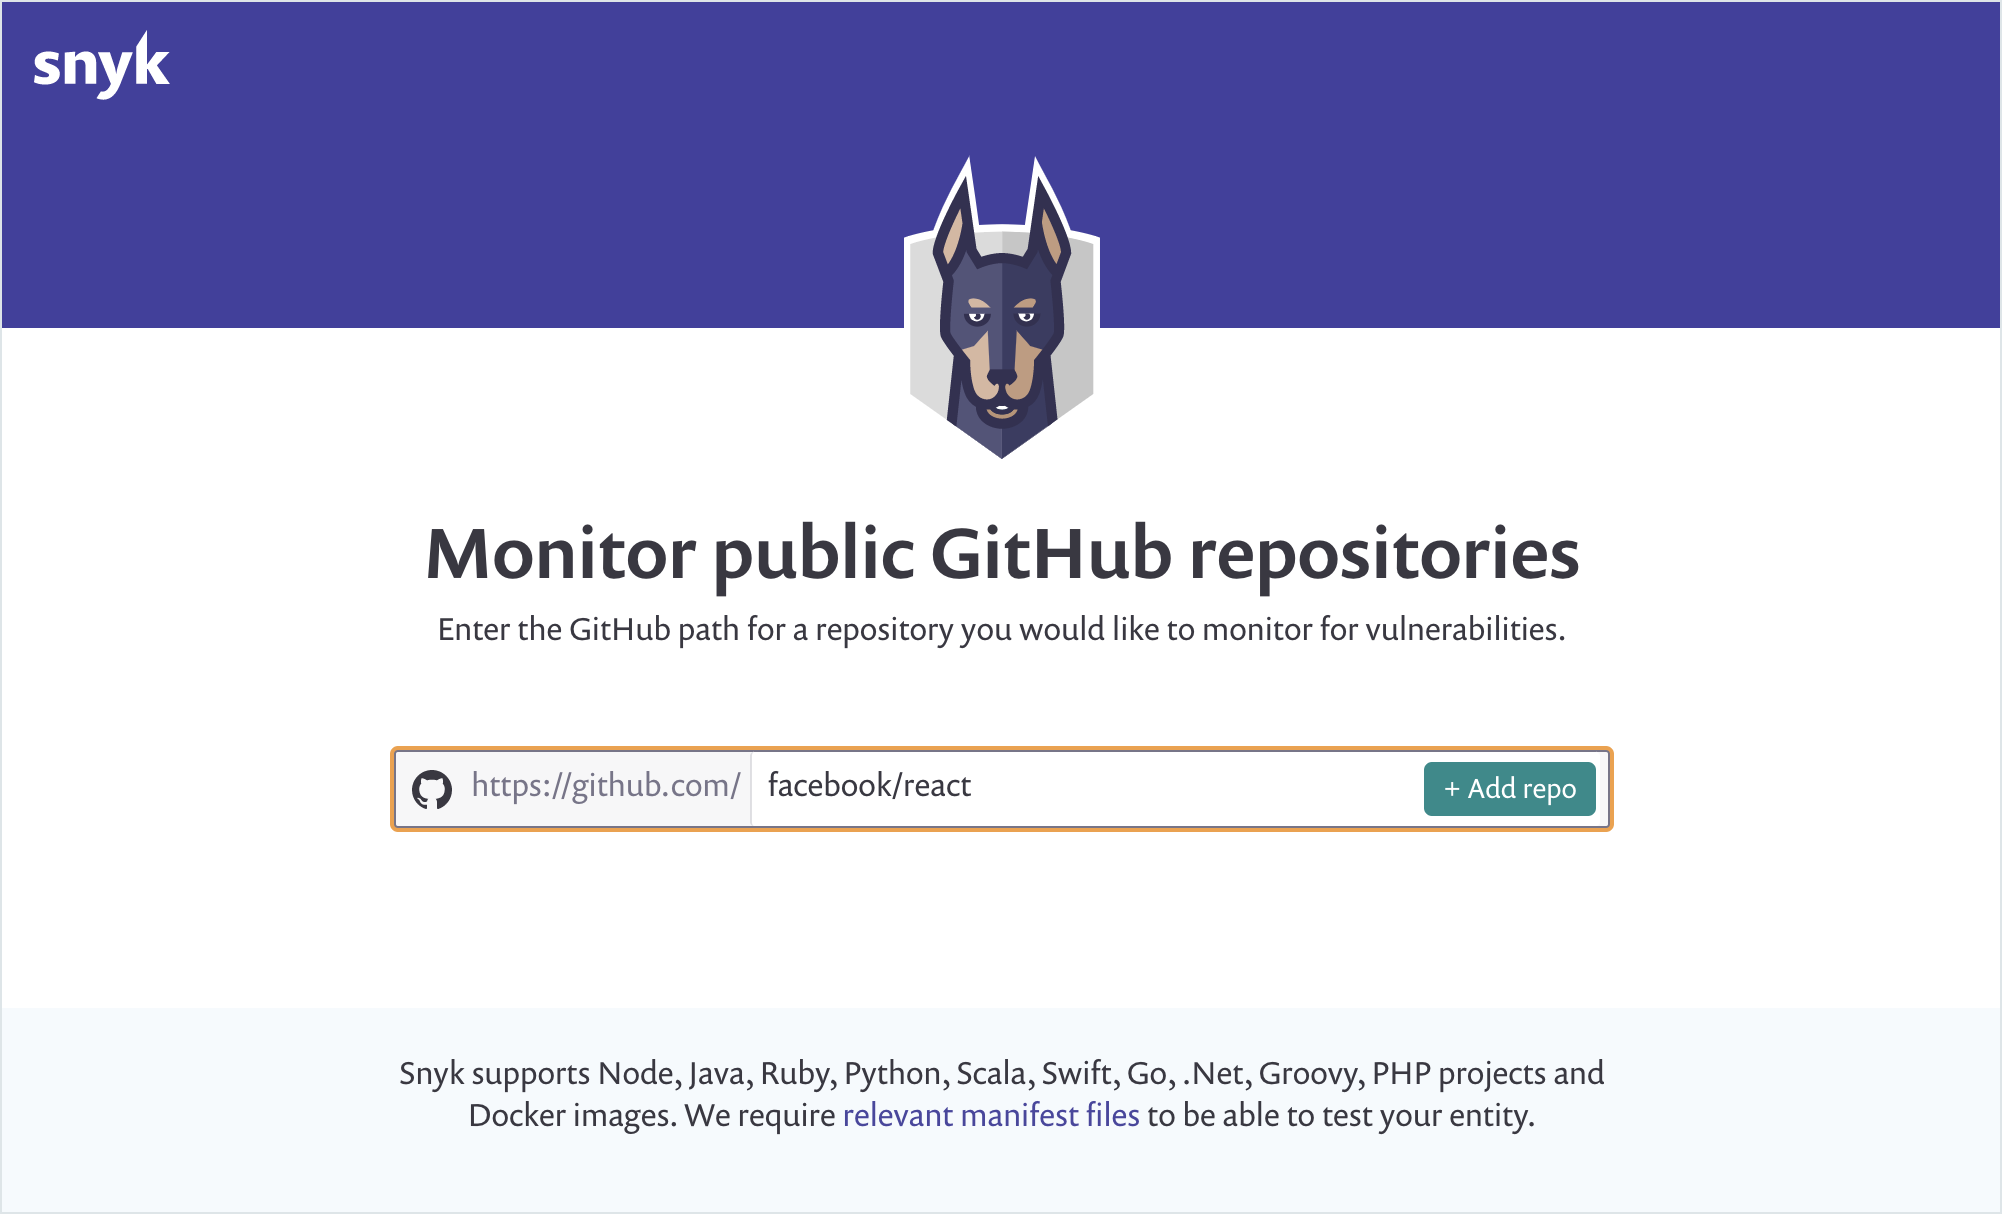 snyk
Monitor public GitHub repositories
Enter the GitHub path for a repository you would like to monitor for vulnerabilities.
https://github.com/ facebook/react + Add repo
Snyk supports Node, Java, Ruby, Python, Scala, Swift, Go, .Net, Groovy, PHP projects and
Docker images. We require relevant manifest files to be able to test your entity.